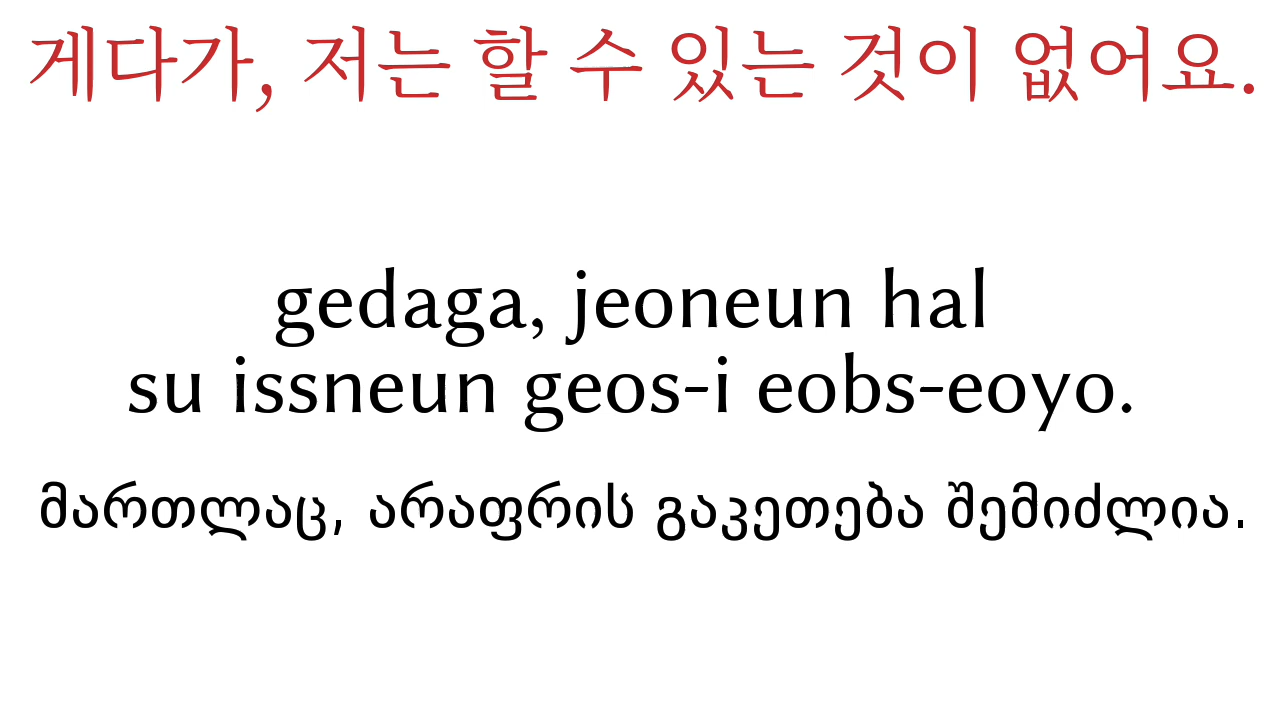 게다가, 저는 할 수 있는 것이 없어요.
gedaga, jeoneun hal
su issneun geos-i eobs-eoyo.
მართლაც, არაფრის გაკეთება შემიძლია.